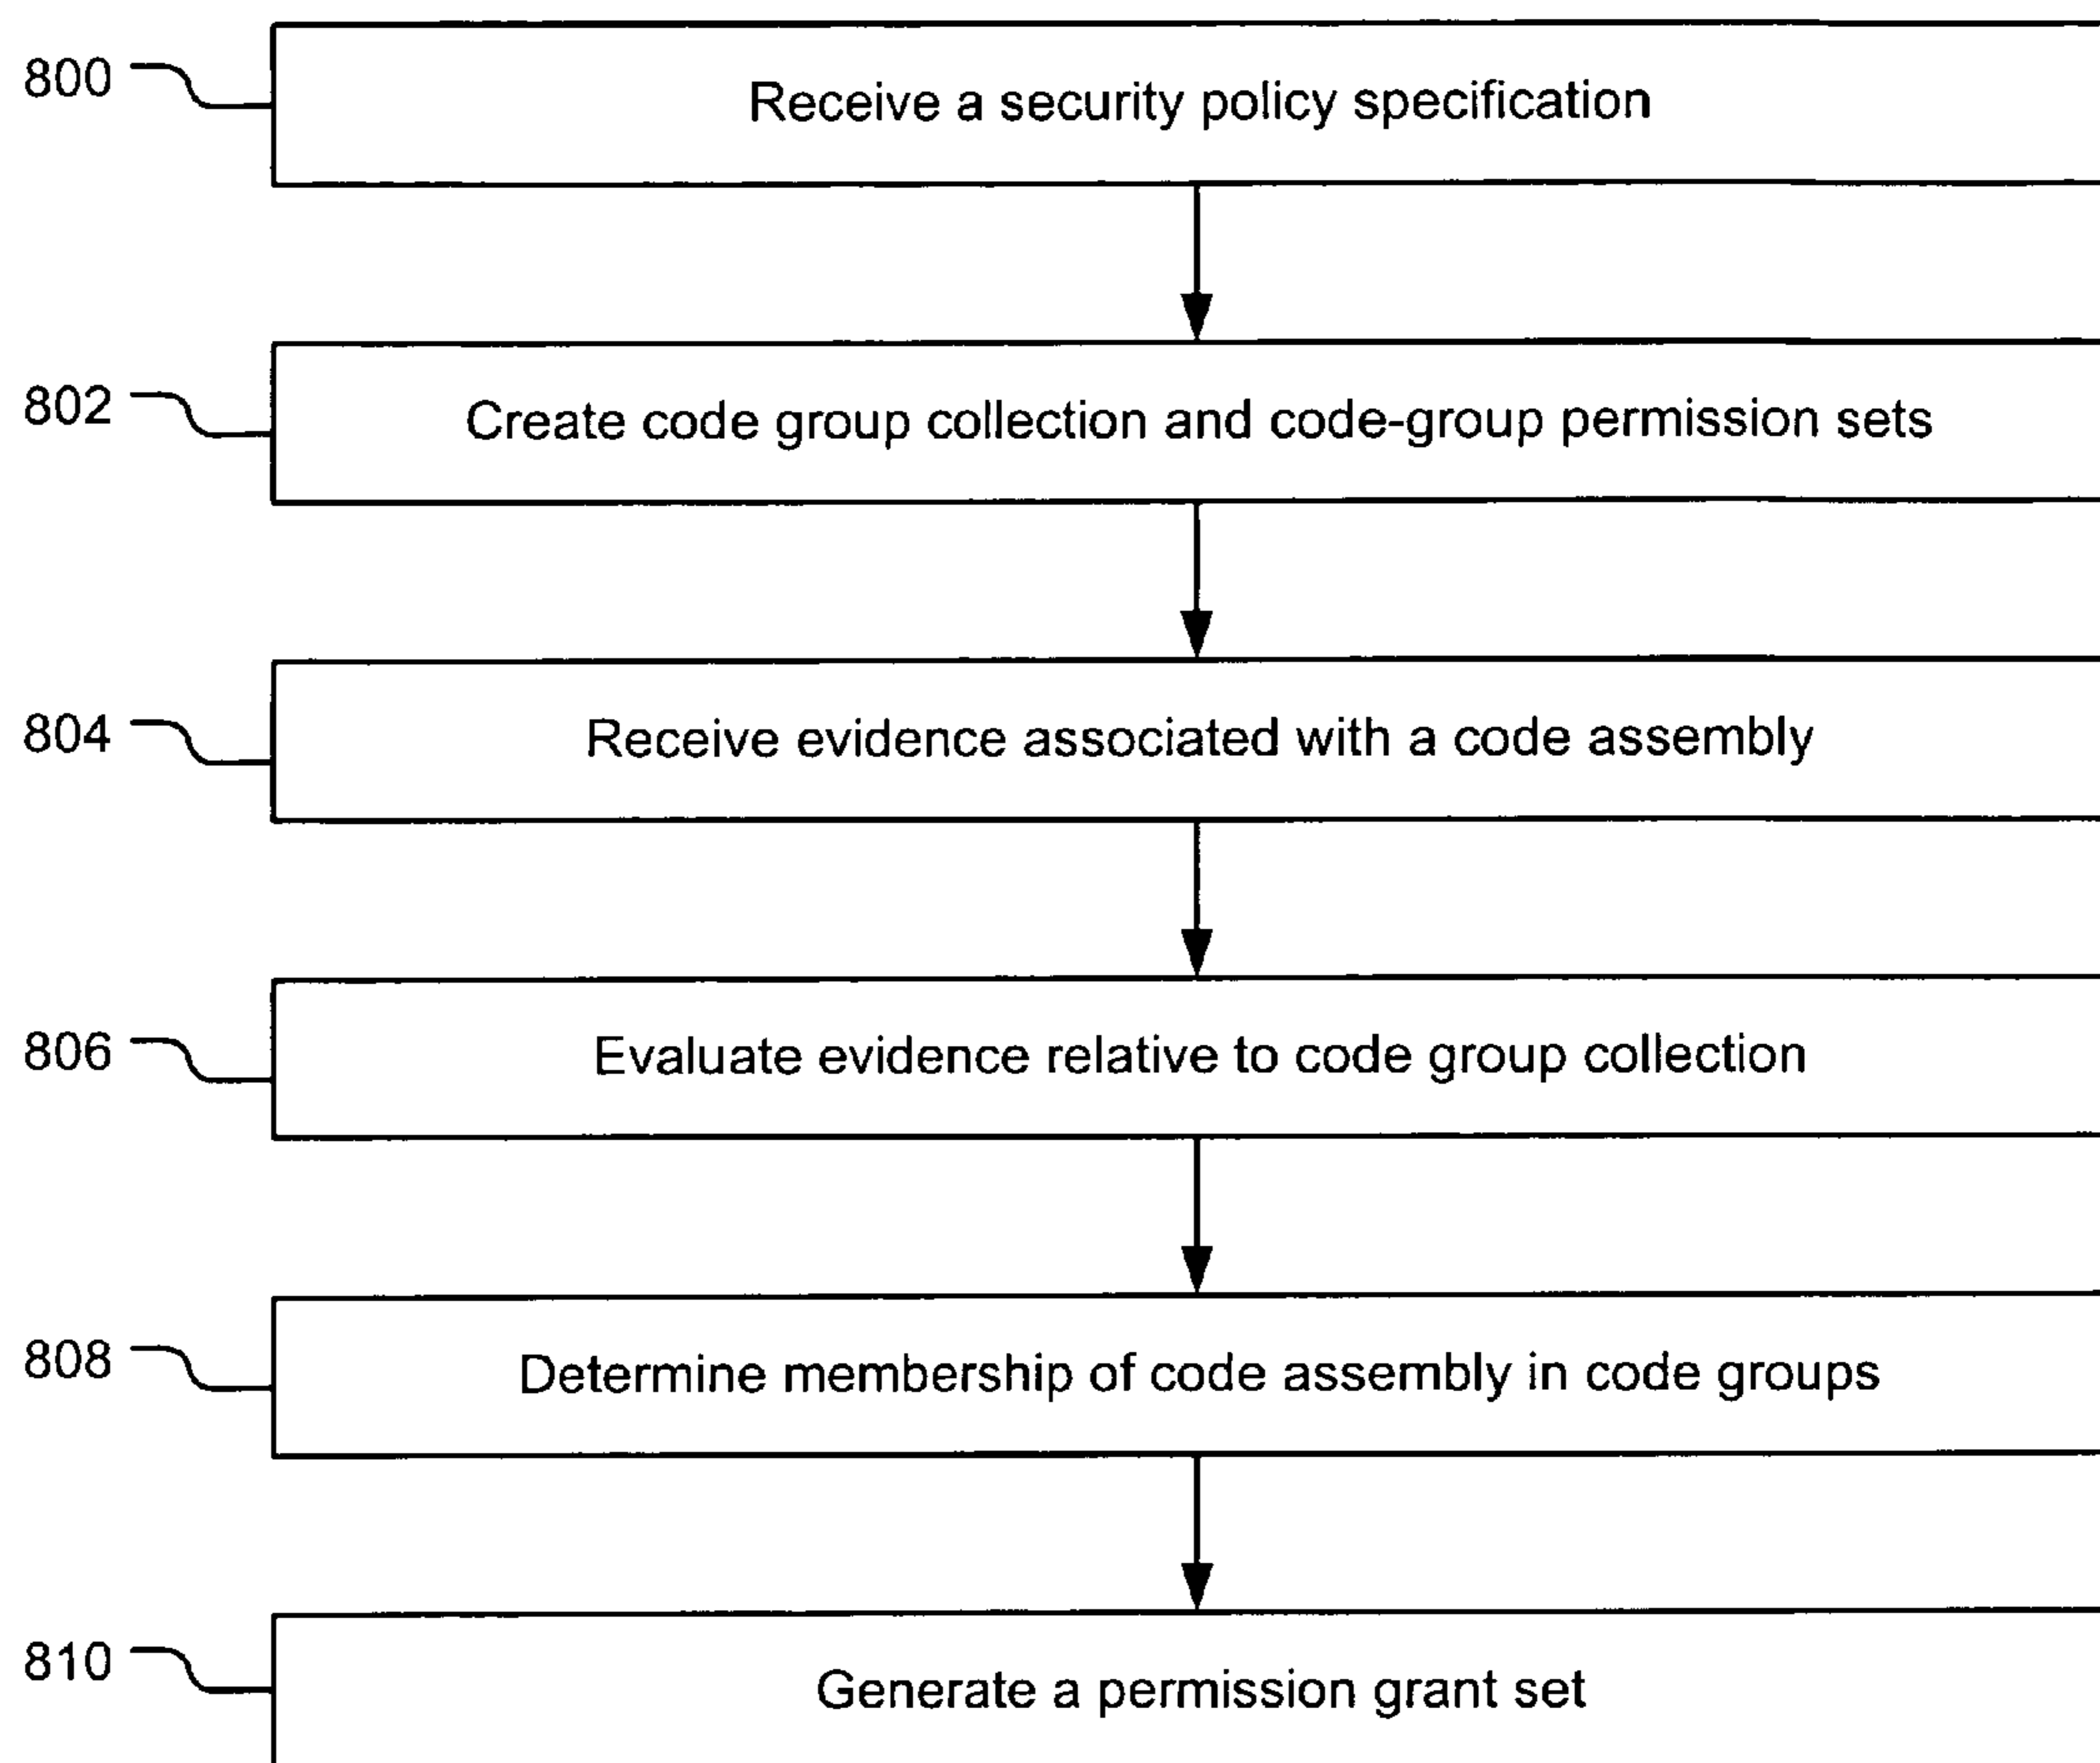 800
Receive a security policy specification
802
Create code group collection and code-group permission sets
804
Receive evidence associated with a code assembly
806
Evaluate evidence relative to code group collection
808
Determine membership of code assembly in code groups
810
Generate a permission grant set